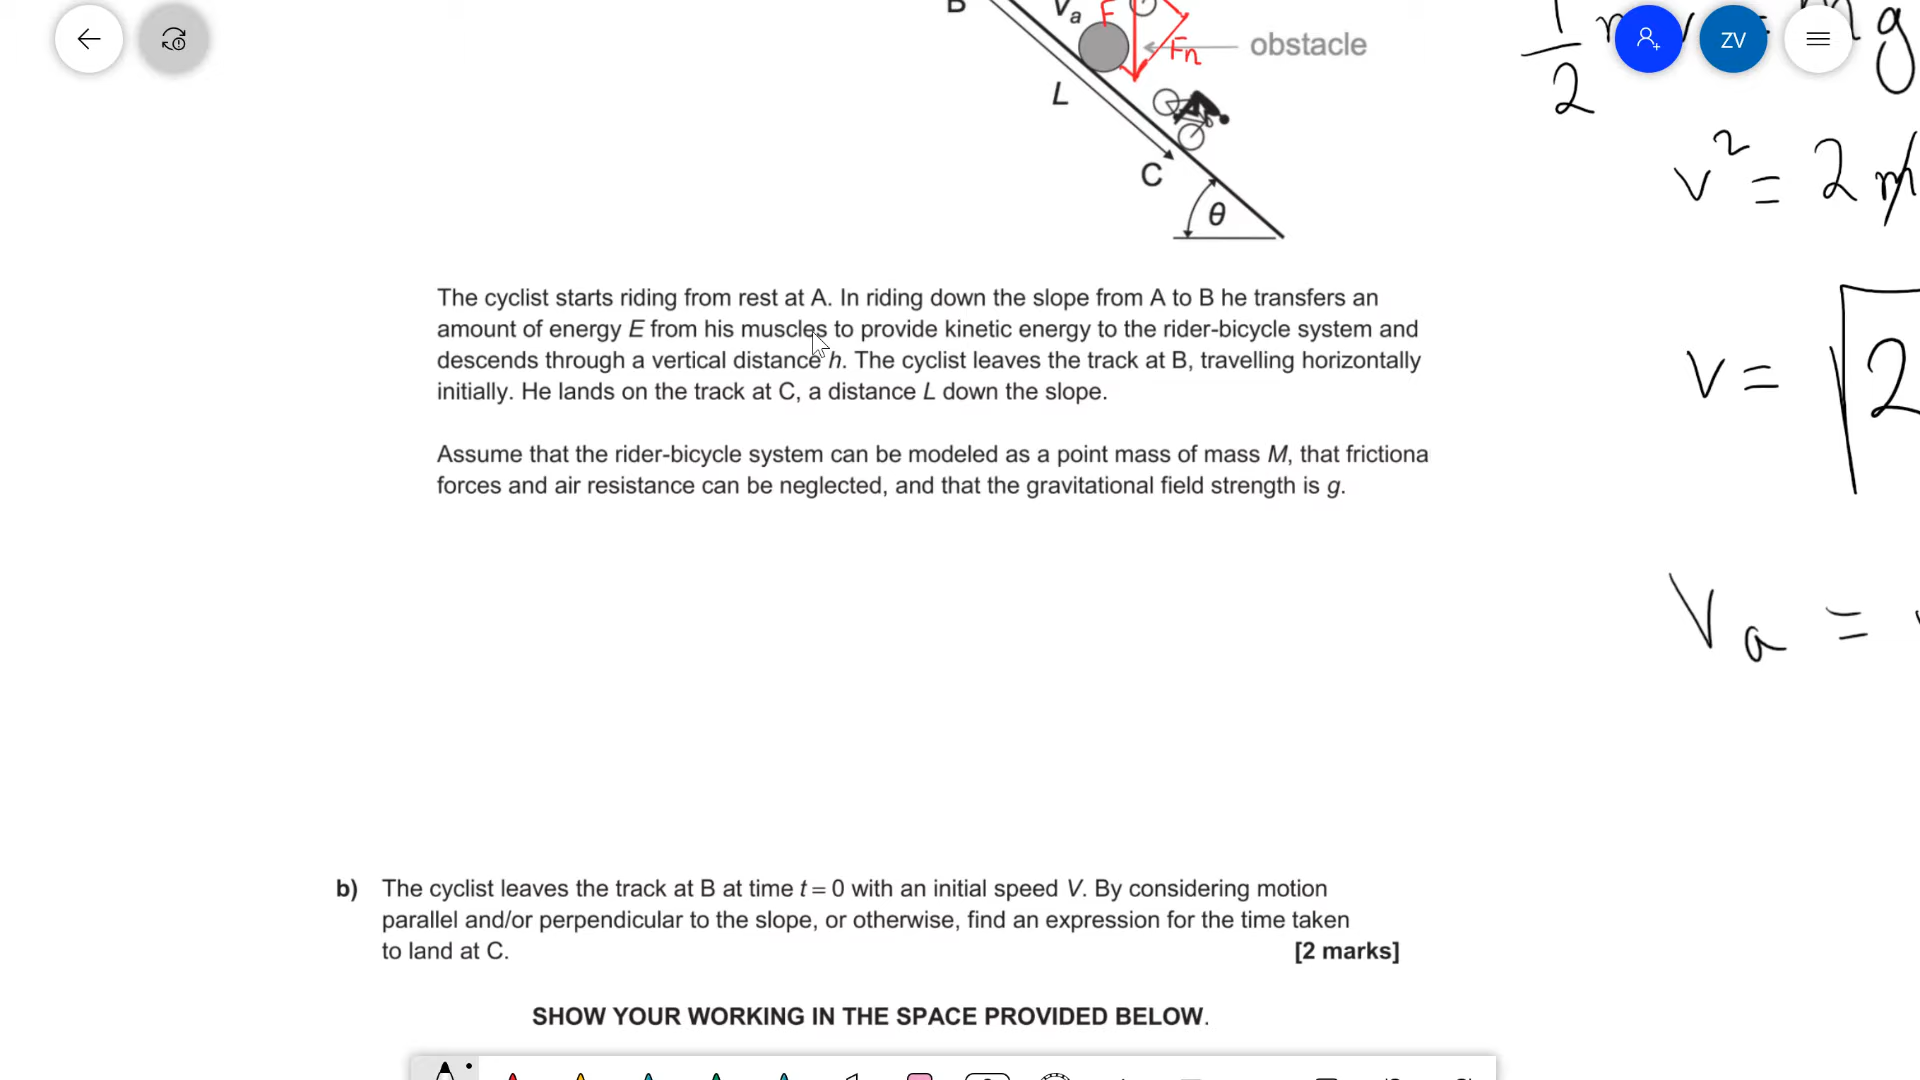 B
V a
F
Fn
obstacle
L
C
θ
1
2
g
ZV
v² = 2 m
v = √2
V a =
The cyclist starts riding from rest at A. In riding down the slope from A to B he transfers an
amount of energy E from his muscles to provide kinetic energy to the rider-bicycle system and
descends through a vertical distance h. The cyclist leaves the track at B, travelling horizontally
initially. He lands on the track at C, a distance L down the slope.
Assume that the rider-bicycle system can be modeled as a point mass of mass M, that frictiona
forces and air resistance can be neglected, and that the gravitational field strength is g.
b) The cyclist leaves the track at B at time t = 0 with an initial speed V. By considering motion
parallel and/or perpendicular to the slope, or otherwise, find an expression for the time taken
to land at C. [2 marks]
SHOW YOUR WORKING IN THE SPACE PROVIDED BELOW.